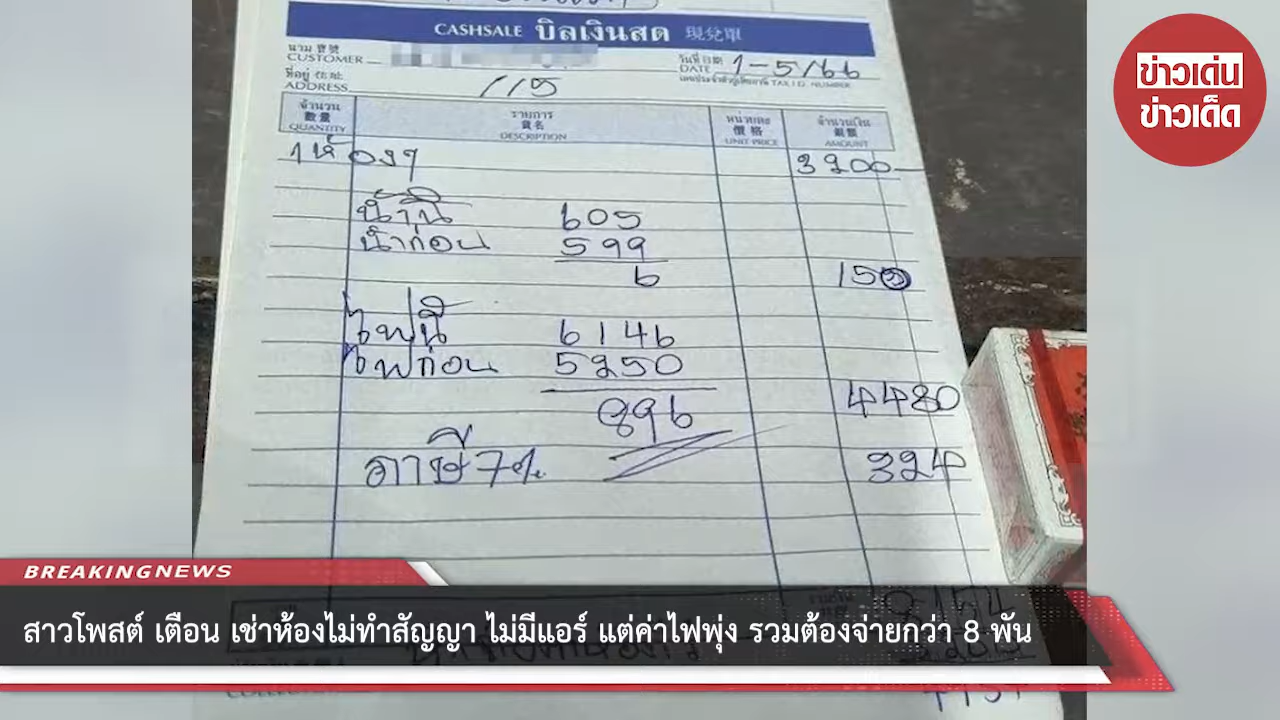 CASHSALE บิลเงินสด 現兌單
นาม 寶號
CUSTOMER
วันที่ 日期
DATE 1-5/66
ที่อยู่
ADDRESS 115
TAX I.D. NUMBER
จำนวน 數量 QUANTITY
รายการ 貨名 DESCRIPTION
หน่วยละ 價格 UNIT PRICE
จำนวนเงิน 銀額 AMOUNT
1ห้องๆ 3200-
น้ำนี้ 605
น้ำก่อน 599
6 150
ไฟนี้ 6146
ไฟก่อน 5250
896 4480
ภาษี 7% 324
ข่าวเด่น
ข่าวเด็ด
BREAKING NEWS
สาวโพสต์ เตือน เช่าห้องไม่ทำสัญญา ไม่มีแอร์ แต่ค่าไฟพุ่ง รวมต้องจ่ายกว่า 8 พัน